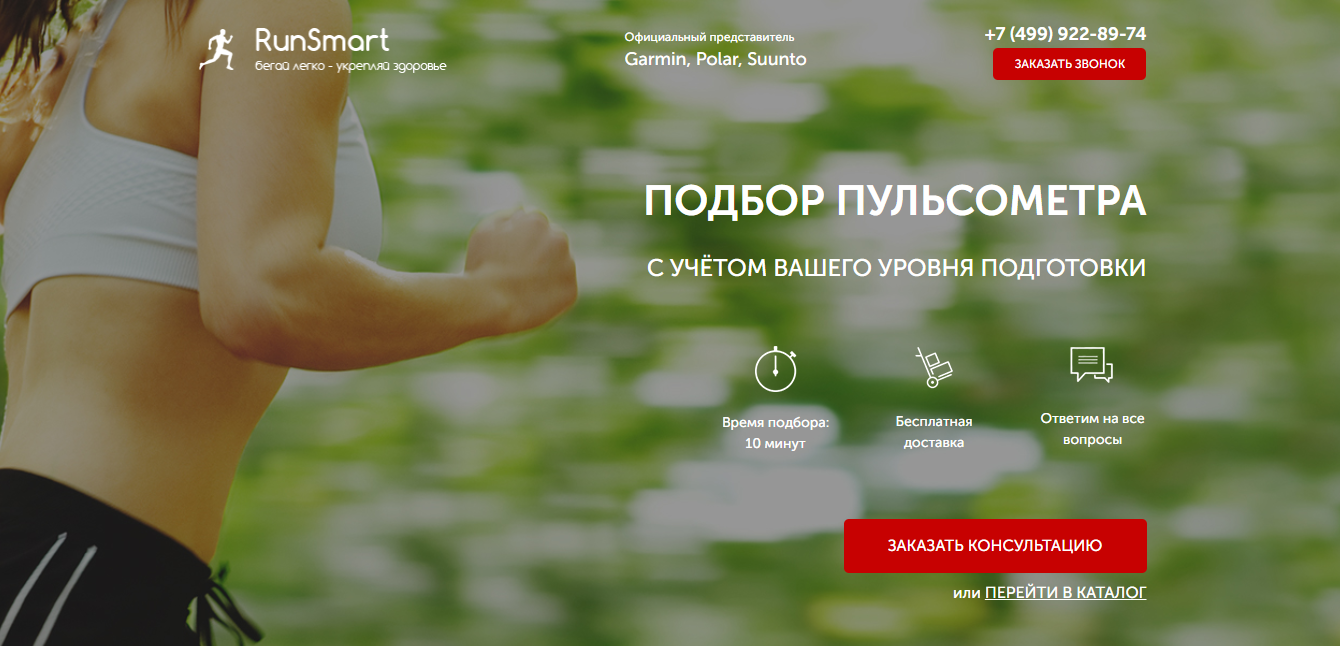 RunSmart
бегай легко - укрепляй здоровье
Официальный представитель
Garmin, Polar, Suunto
+7 (499) 922-89-74
ЗАКАЗАТЬ ЗВОНОК
ПОДБОР ПУЛЬСОМЕТРА
С УЧЁТОМ ВАШЕГО УРОВНЯ ПОДГОТОВКИ
Время подбора:
10 минут
Бесплатная
доставка
Ответим на все
вопросы
ЗАКАЗАТЬ КОНСУЛЬТАЦИЮ
или ПЕРЕЙТИ В КАТАЛОГ